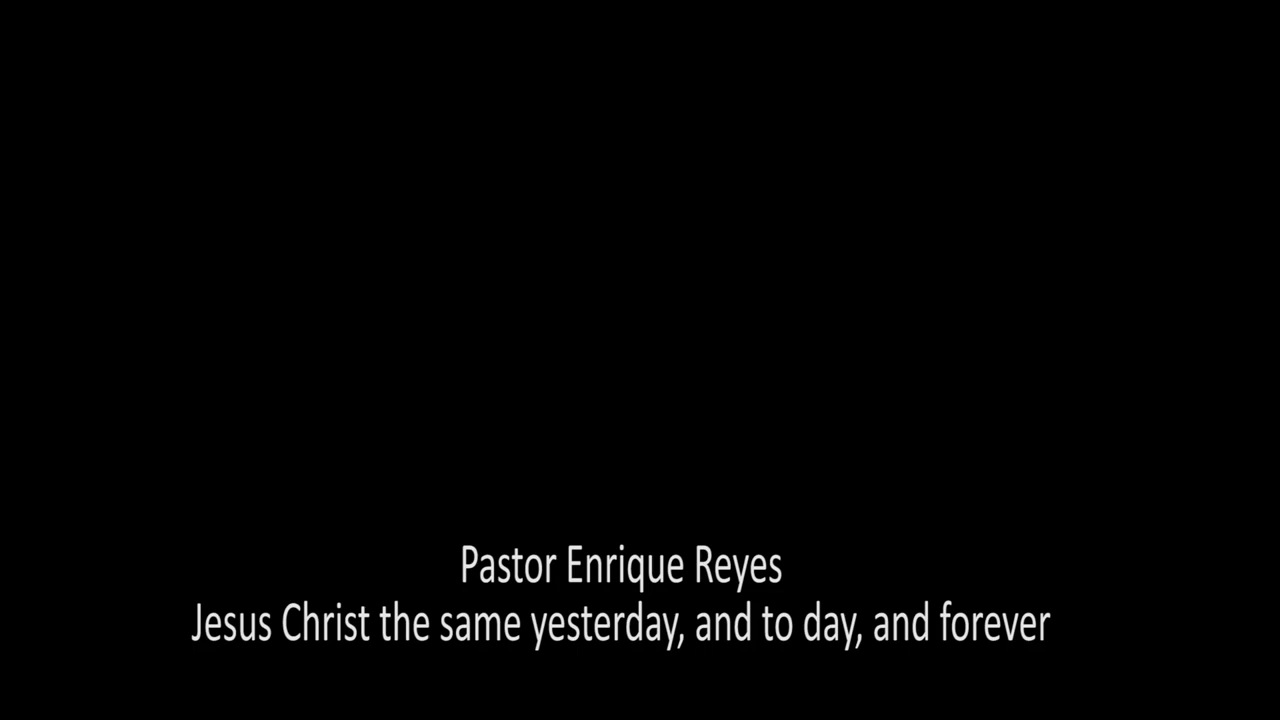 Pastor Enrique Reyes
Jesus Christ the same yesterday, and to day, and forever